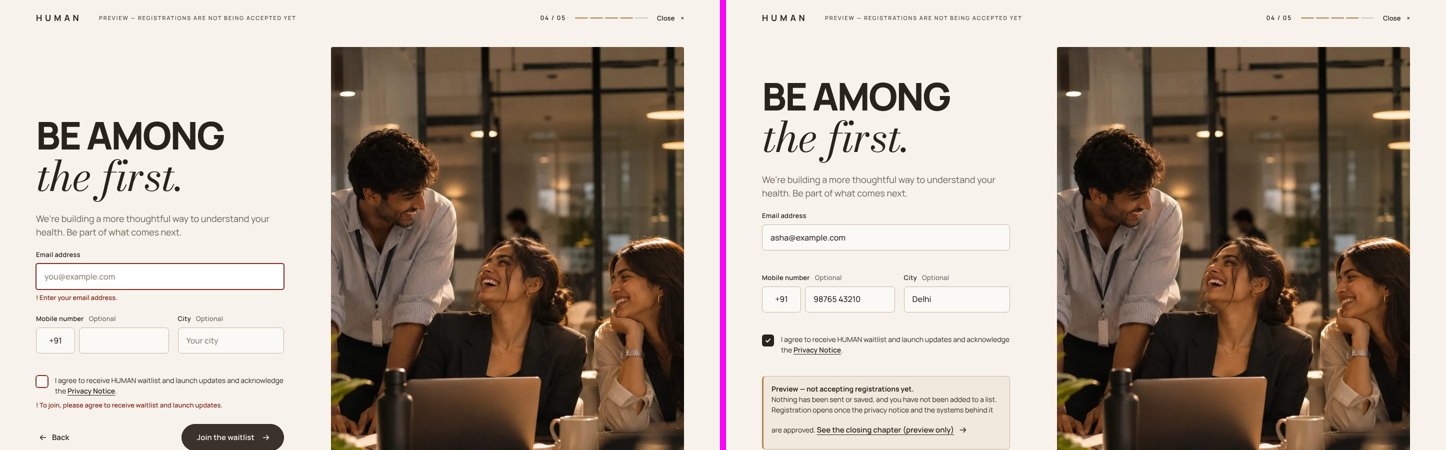 HUMAN
PREVIEW — REGISTRATIONS ARE NOT BEING ACCEPTED YET
04 / 05
Close ×
BE AMONG
the first.
We're building a more thoughtful way to understand your
health. Be part of what comes next.
Email address
you@example.com
! Enter your email address.
Mobile number Optional
City Optional
+91
Your city
I agree to receive HUMAN waitlist and launch updates and acknowledge
the Privacy Notice.
! To join, please agree to receive waitlist and launch updates.
← Back
Join the waitlist →
HUMAN
PREVIEW — REGISTRATIONS ARE NOT BEING ACCEPTED YET
04 / 05
Close ×
BE AMONG
the first.
We're building a more thoughtful way to understand your
health. Be part of what comes next.
Email address
asha@example.com
Mobile number Optional
City Optional
+91
98765 43210
Delhi
I agree to receive HUMAN waitlist and launch updates and acknowledge
the Privacy Notice.
Preview — not accepting registrations yet.
Nothing has been sent or saved, and you have not been added to a list.
Registration opens once the privacy notice and the systems behind it
are approved. See the closing chapter (preview only) →